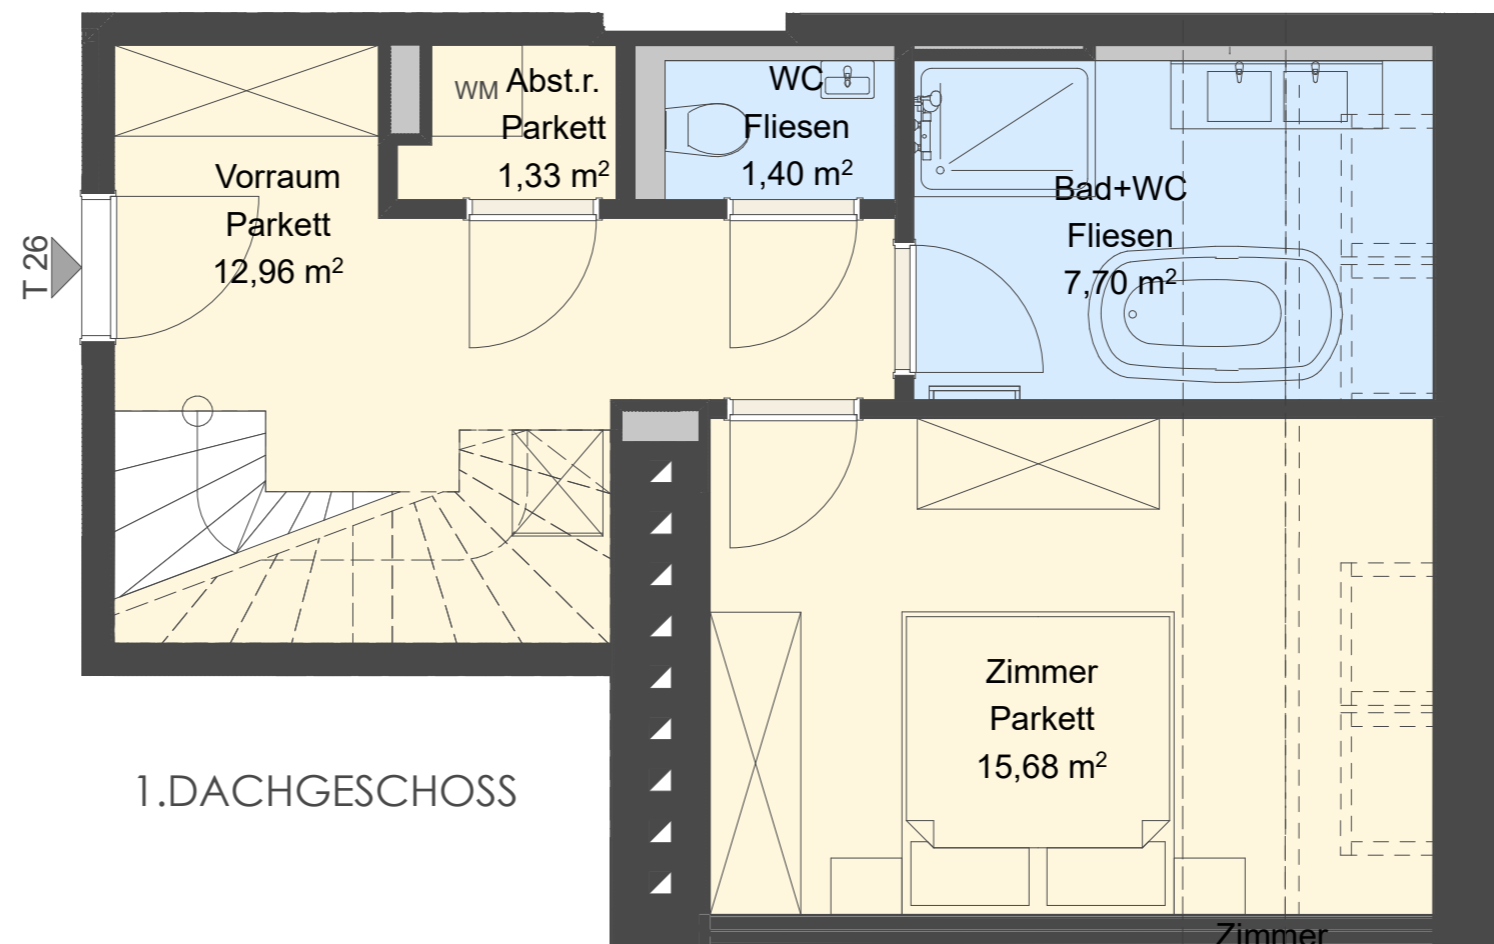 WM
Abst.r.
Parkett
1,33 m²
WC
Fliesen
1,40 m²
Vorraum
Parkett
12,96 m²
Bad+WC
Fliesen
7,70 m²
T 26
Zimmer
Parkett
15,68 m²
1.DACHGESCHOSS
Zimmer